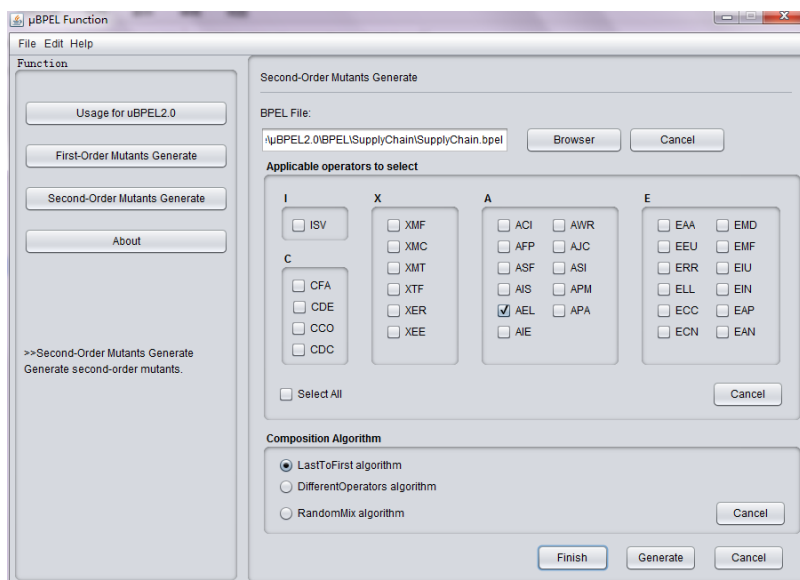 μBPEL Function
File Edit Help
Function
Usage for uBPEL2.0
First-Order Mutants Generate
Second-Order Mutants Generate
About
>>Second-Order Mutants Generate
Generate second-order mutants.
Second-Order Mutants Generate
BPEL File:
:\μBPEL2.0\BPEL\SupplyChain\SupplyChain.bpel Browser Cancel
Applicable operators to select
I
ISV
C
CFA
CDE
CCO
CDC
X
XMF
XMC
XMT
XTF
XER
XEE
A
ACI AWR
AFP AJC
ASF ASI
AIS APM
AEL APA
AIE
E
EAA EMD
EEU EMF
ERR EIU
ELL EIN
ECC EAP
ECN EAN
Select All Cancel
Composition Algorithm
LastToFirst algorithm
DifferentOperators algorithm
RandomMix algorithm Cancel
Finish Generate Cancel